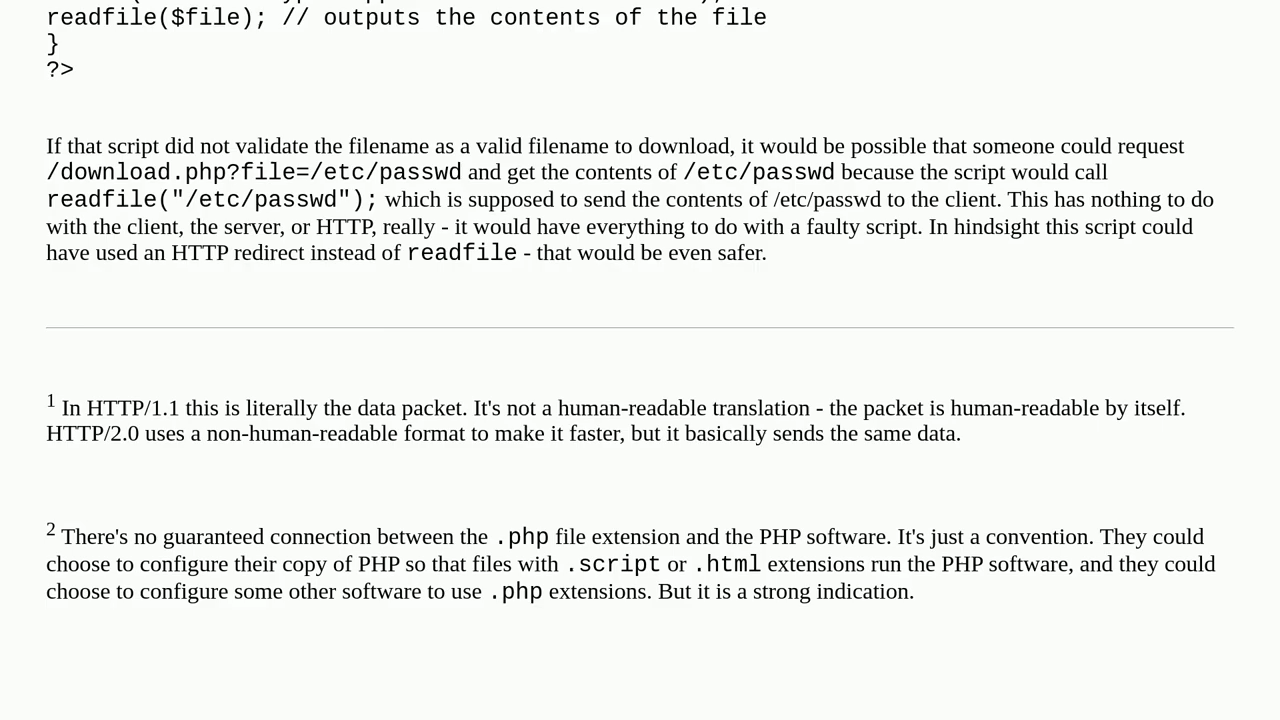 readfile($file); // outputs the contents of the file
}
?>
If that script did not validate the filename as a valid filename to download, it would be possible that someone could request
/download.php?file=/etc/passwd and get the contents of /etc/passwd because the script would call
readfile("/etc/passwd"); which is supposed to send the contents of /etc/passwd to the client. This has nothing to do
with the client, the server, or HTTP, really - it would have everything to do with a faulty script. In hindsight this script could
have used an HTTP redirect instead of readfile - that would be even safer.
1 In HTTP/1.1 this is literally the data packet. It's not a human-readable translation - the packet is human-readable by itself.
HTTP/2.0 uses a non-human-readable format to make it faster, but it basically sends the same data.
2 There's no guaranteed connection between the .php file extension and the PHP software. It's just a convention. They could
choose to configure their copy of PHP so that files with .script or .html extensions run the PHP software, and they could
choose to configure some other software to use .php extensions. But it is a strong indication.